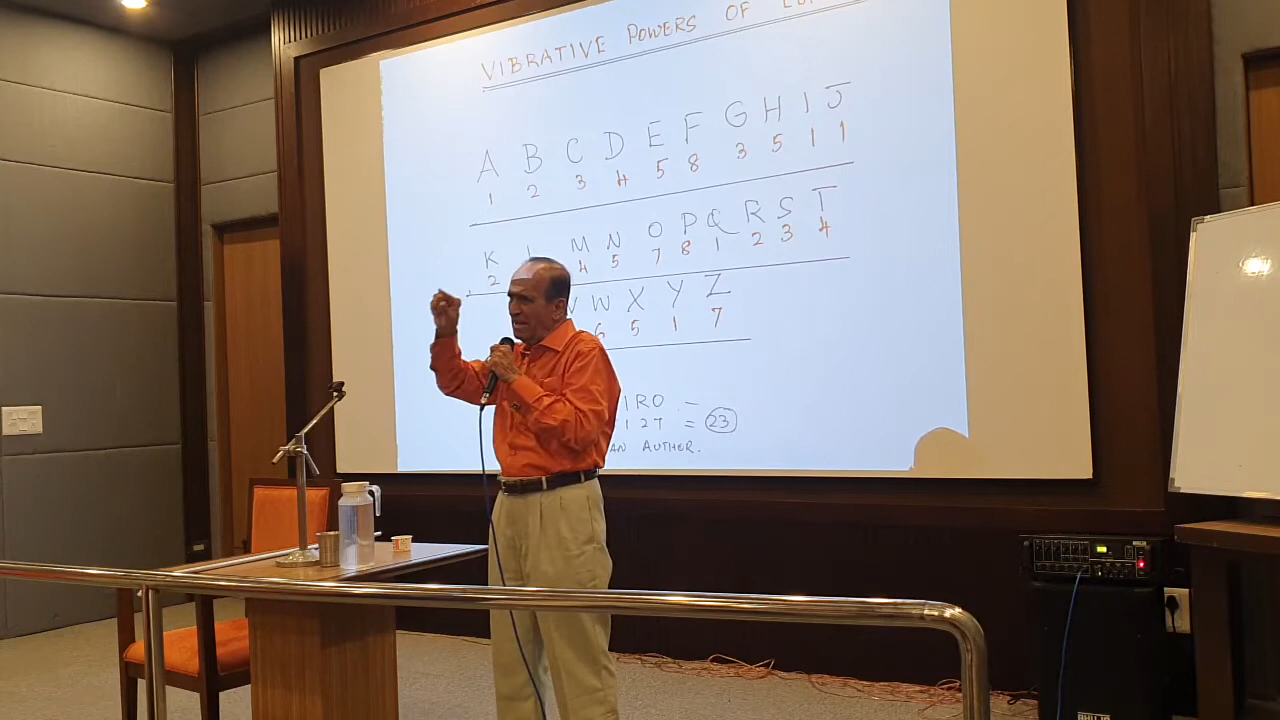 VIBRATIVE POWERS OF
A B C D E F G H I J
1 2 3 4 5 8 3 5 1 1
K M N O P Q R S T
2 4 5 7 8 1 2 3 4
W X Y Z
6 5 1 7
IRO =
127 = 23
AN AUTHER.